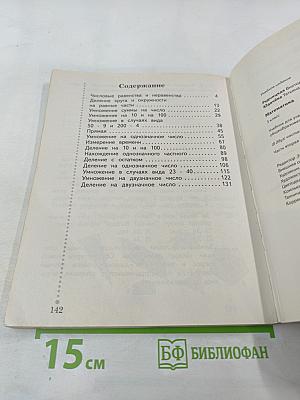 Содержание
Числовые равенства и неравенства 4
Деление круга и окружности
на равные части 13
Умножение суммы на число 22
Умножение на 10 и на 100 26
Умножение в случаях вида
50 · 9 и 200 · 4 38
Прямая 45
Умножение на однозначное число 55
Измерение времени 61
Деление на 10 и на 100 80
Нахождение однозначного частного 86
Деление с остатком 98
Деление на однозначное число 106
Умножение в случаях вида 23 · 40 115
Умножение на двузначное число 122
Деление на двузначное число 131
142
15 см
БФ БИБЛИОФАН